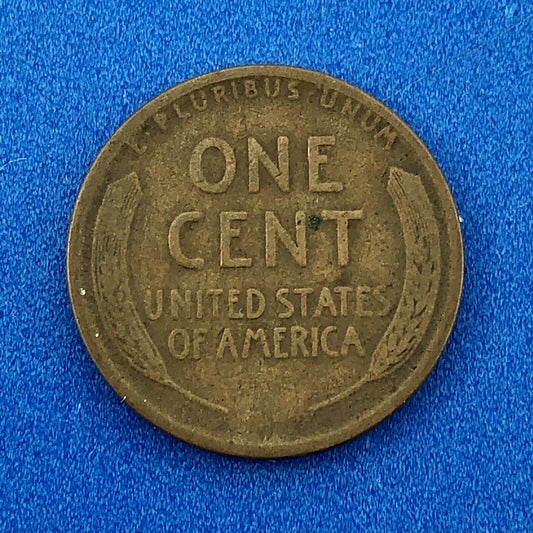 E·PLURIBUS·UNUM
ONE
CENT
UNITED STATES
OF AMERICA